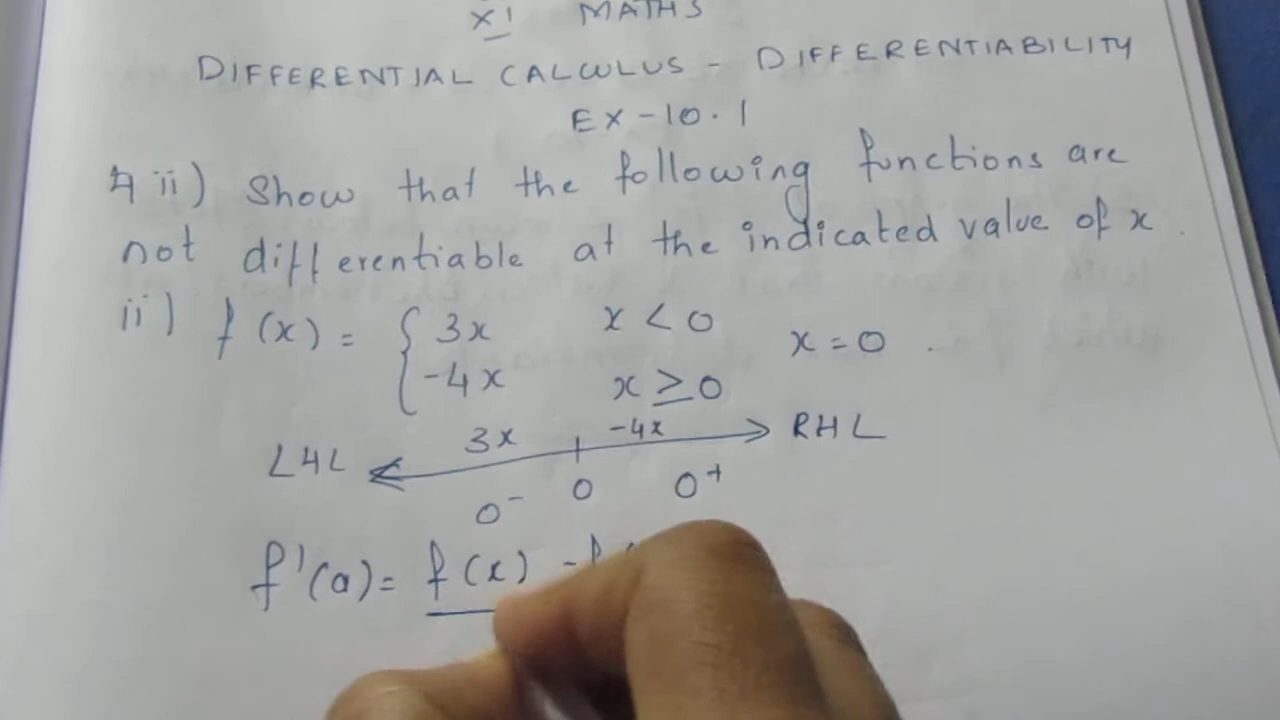 XI MATHS
DIFFERENTIAL CALCULUS - DIFFERENTIABILITY
EX-10.1
4 ii) Show that the following functions are
not differentiable at the indicated value of x.
ii) f(x) = { 3x x < 0 x = 0.
-4x x ≥ 0
LHL 3x -4x RHL
0⁻ 0 0⁺
f'(a) = f(x) - f(